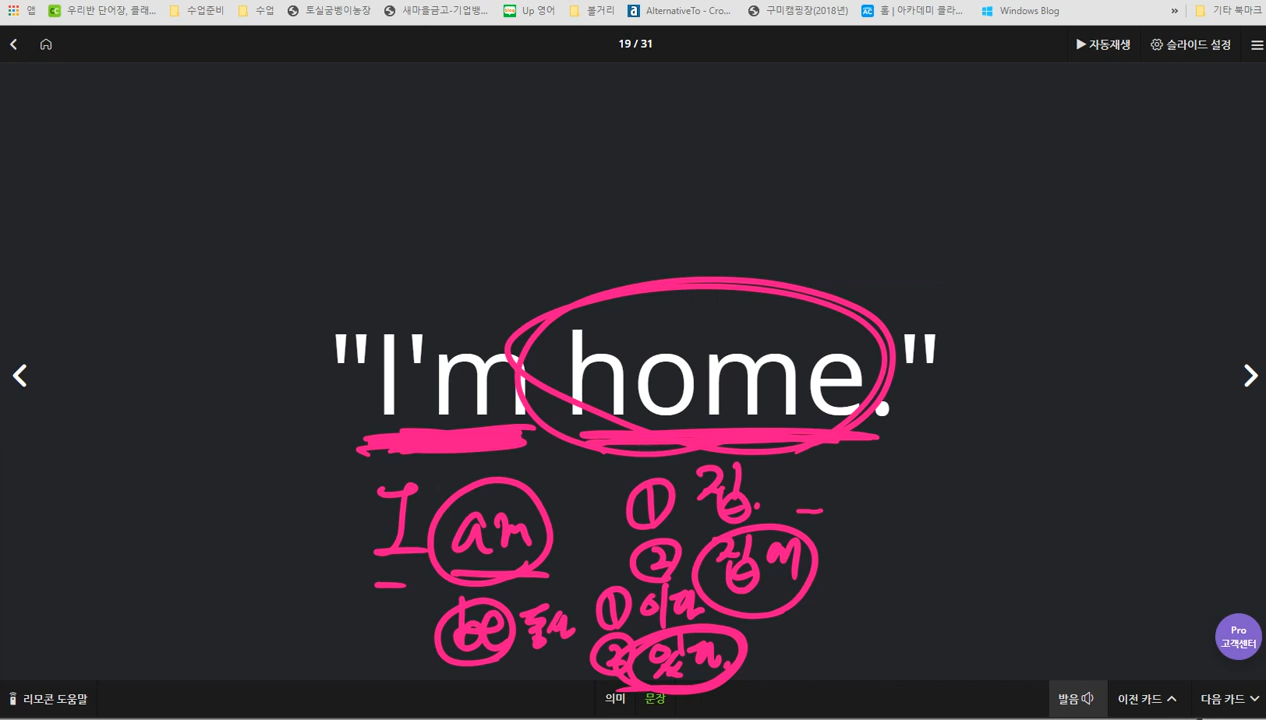 앱 우리반 단어장, 클래... 수업준비 수업 토실굼벵이농장 새마을금고-기업뱅... Up 영어 볼거리 AlternativeTo - Cro... 구미캠핑장(2018년) 홈 | 아카데미 클라... Windows Blog » 기타 북마크
19 / 31 자동재생 슬라이드 설정
"I'm home."
I am ① 집.
② 집에
be 동사 ① 이다
② 있다.
Pro
고객센터
리모콘 도움말 의미 문장 발음 이전 카드 다음 카드